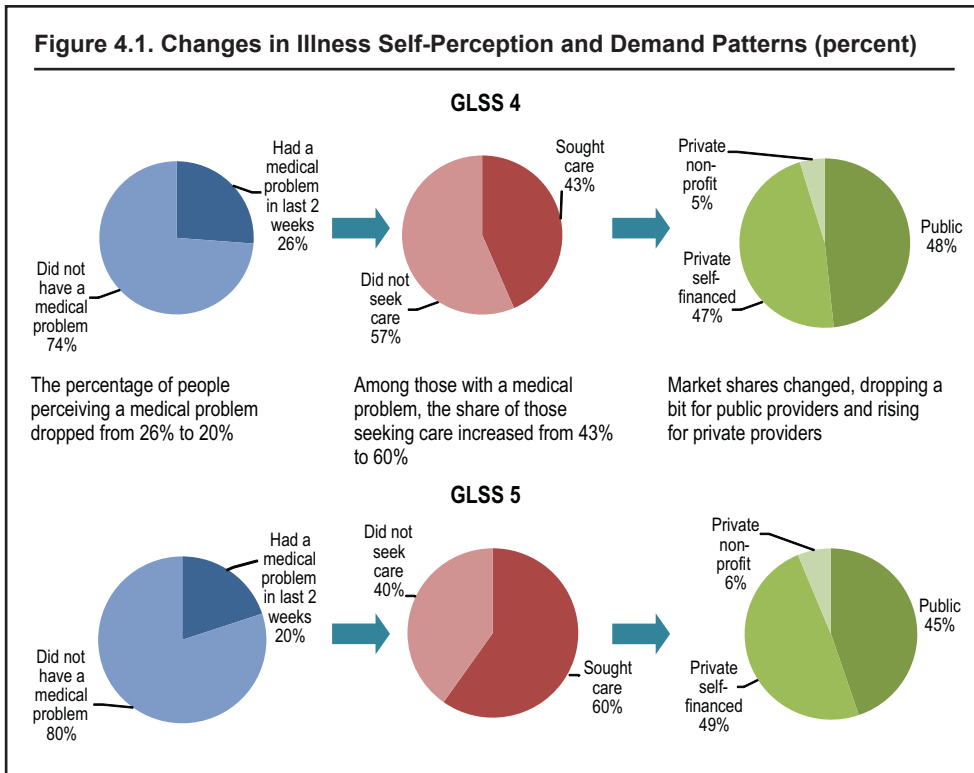 Figure 4.1. Changes in Illness Self-Perception and Demand Patterns (percent)
GLSS 4
Had a
medical
problem
in last 2
weeks
26%
Did not
have a
medical
problem
74%
Sought
care
43%
Did not
seek
care
57%
Private
non-
profit
5%
Public
48%
Private
self-
financed
47%
The percentage of people
perceiving a medical problem
dropped from 26% to 20%
Among those with a medical
problem, the share of those
seeking care increased from 43%
to 60%
Market shares changed, dropping a
bit for public providers and rising
for private providers
GLSS 5
Had a
medical
problem
in last 2
weeks
20%
Did not
have a
medical
problem
80%
Did not
seek
care
40%
Sought
care
60%
Private
non-
profit
6%
Public
45%
Private
self-
financed
49%